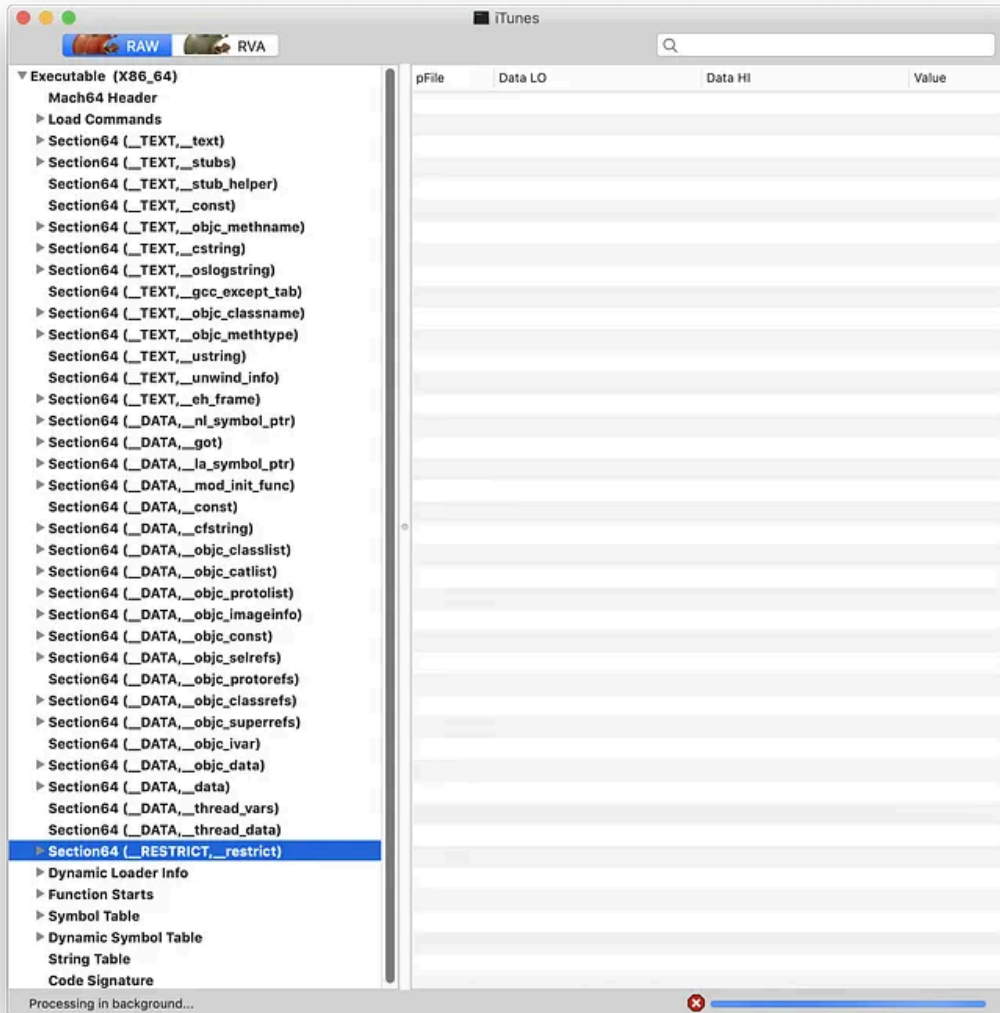 iTunes
RAW RVA
pFile Data LO Data HI Value
Executable (X86_64)
Mach64 Header
Load Commands
Section64 (__TEXT,__text)
Section64 (__TEXT,__stubs)
Section64 (__TEXT,__stub_helper)
Section64 (__TEXT,__const)
Section64 (__TEXT,__objc_methname)
Section64 (__TEXT,__cstring)
Section64 (__TEXT,__oslogstring)
Section64 (__TEXT,__gcc_except_tab)
Section64 (__TEXT,__objc_classname)
Section64 (__TEXT,__objc_methtype)
Section64 (__TEXT,__ustring)
Section64 (__TEXT,__unwind_info)
Section64 (__TEXT,__eh_frame)
Section64 (__DATA,__nl_symbol_ptr)
Section64 (__DATA,__got)
Section64 (__DATA,__la_symbol_ptr)
Section64 (__DATA,__mod_init_func)
Section64 (__DATA,__const)
Section64 (__DATA,__cfstring)
Section64 (__DATA,__objc_classlist)
Section64 (__DATA,__objc_catlist)
Section64 (__DATA,__objc_protolist)
Section64 (__DATA,__objc_imageinfo)
Section64 (__DATA,__objc_const)
Section64 (__DATA,__objc_selrefs)
Section64 (__DATA,__objc_protorefs)
Section64 (__DATA,__objc_classrefs)
Section64 (__DATA,__objc_superrefs)
Section64 (__DATA,__objc_ivar)
Section64 (__DATA,__objc_data)
Section64 (__DATA,__data)
Section64 (__DATA,__thread_vars)
Section64 (__DATA,__thread_data)
Section64 (__RESTRICT,__restrict)
Dynamic Loader Info
Function Starts
Symbol Table
Dynamic Symbol Table
String Table
Code Signature
Processing in background...